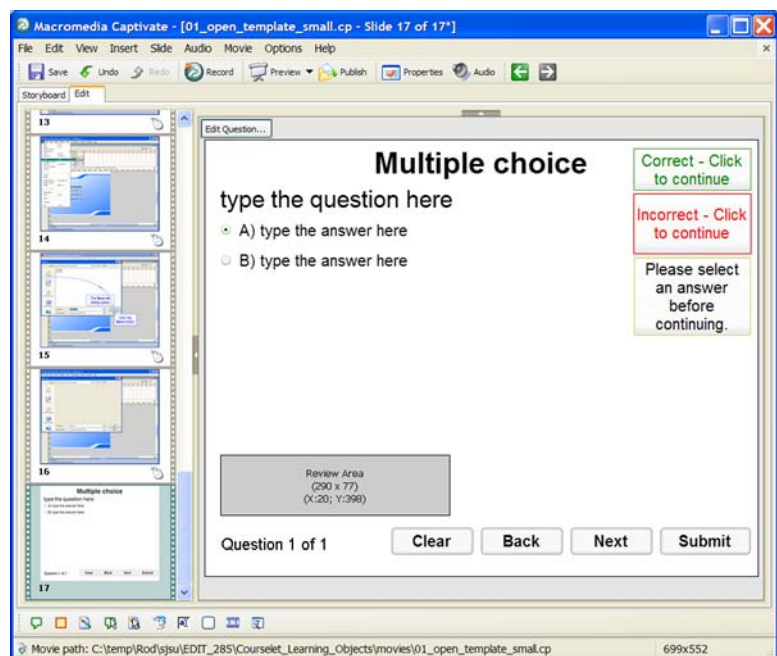 Macromedia Captivate - [01_open_template_small.cp - Slide 17 of 17*]
File Edit View Insert Slide Audio Movie Options Help
Save Undo Redo Record Preview Publish Properties Audio
Storyboard Edit
13
14
15
16
Multiple choice
type the question here
17
Edit Question...
Multiple choice
type the question here
A) type the answer here
B) type the answer here
Correct - Click
to continue
Incorrect - Click
to continue
Please select
an answer
before
continuing.
Review Area
(290 x 77)
(X:20; Y:398)
Question 1 of 1
Clear Back Next Submit
Movie path: C:\temp\Rod\sjsu\EDIT_285\Courselet_Learning_Objects\movies\01_open_template_small.cp 699x552